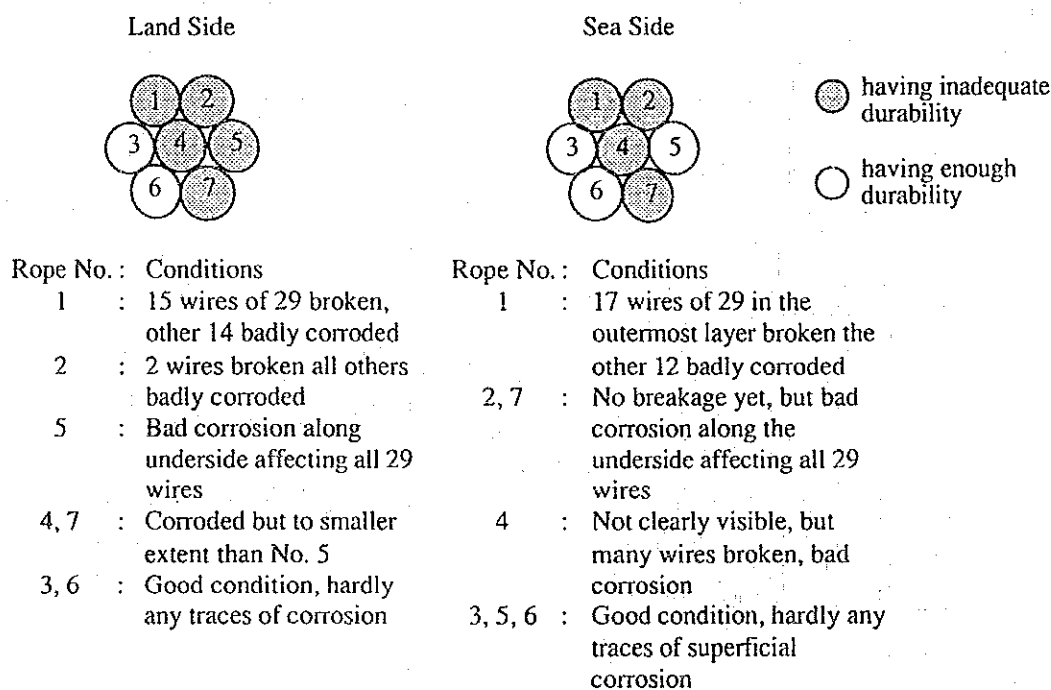 Land Side
1 2
3 4 5
6 7
Rope No. : Conditions
1 : 15 wires of 29 broken,
other 14 badly corroded
2 : 2 wires broken all others
badly corroded
5 : Bad corrosion along
underside affecting all 29
wires
4, 7 : Corroded but to smaller
extent than No. 5
3, 6 : Good condition, hardly
any traces of corrosion
Sea Side
1 2
3 4 5
6 7
Rope No. : Conditions
1 : 17 wires of 29 in the
outermost layer broken the
other 12 badly corroded
2, 7 : No breakage yet, but bad
corrosion along the
underside affecting all 29
wires
4 : Not clearly visible, but
many wires broken, bad
corrosion
3, 5, 6 : Good condition, hardly any
traces of superficial
corrosion
having inadequate
durability
having enough
durability